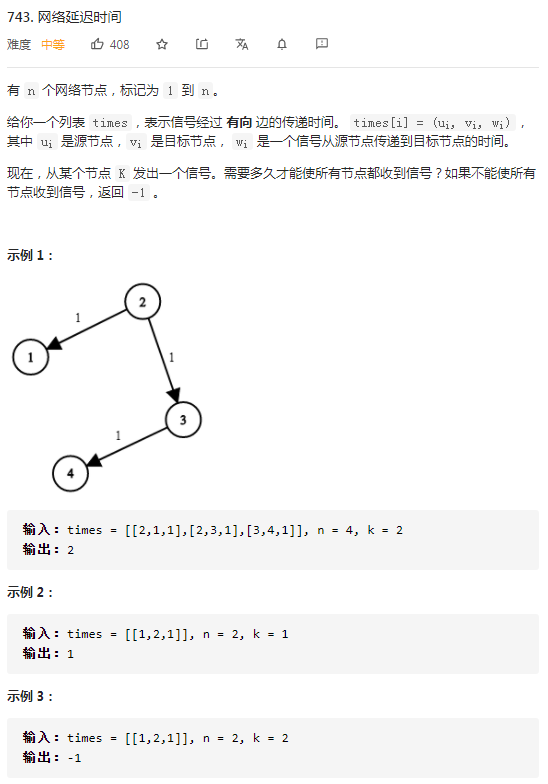 743. 网络延迟时间
难度 中等 408
有 n 个网络节点，标记为 1 到 n。
给你一个列表 times，表示信号经过 有向 边的传递时间。 times[i] = (ui, vi, wi)，
其中 ui 是源节点，vi 是目标节点， wi 是一个信号从源节点传递到目标节点的时间。
现在，从某个节点 K 发出一个信号。需要多久才能使所有节点都收到信号？如果不能使所有
节点收到信号，返回 -1 。
示例 1：
2
1
1
1
3
1
4
输入：times = [[2,1,1],[2,3,1],[3,4,1]], n = 4, k = 2
输出：2
示例 2：
输入：times = [[1,2,1]], n = 2, k = 1
输出：1
示例 3：
输入：times = [[1,2,1]], n = 2, k = 2
输出：-1